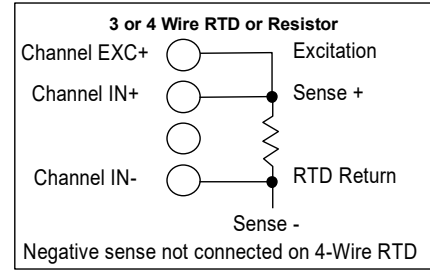 3 or 4 Wire RTD or Resistor
Channel EXC+ Excitation
Channel IN+ Sense +
Channel IN- RTD Return
Sense -
Negative sense not connected on 4-Wire RTD